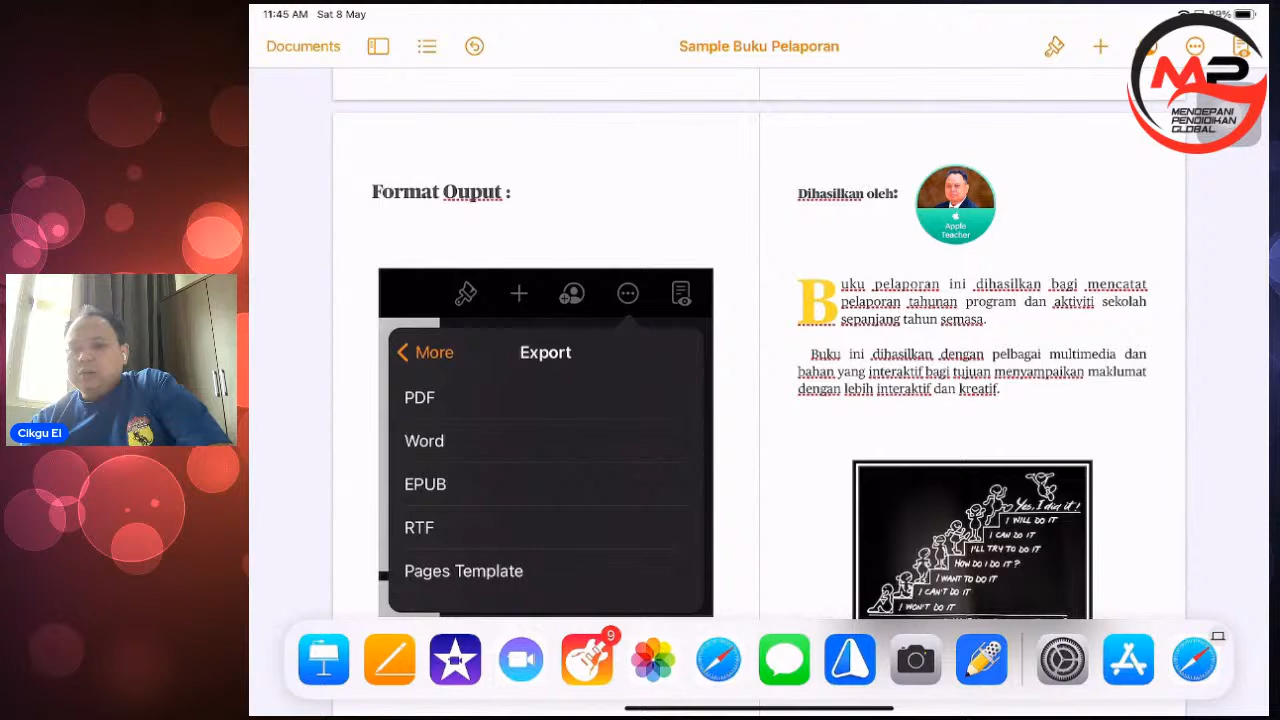 11:45 AM Sat 8 May
89%
Documents
Sample Buku Pelaporan
MP
MENDEPANI
PENDIDIKAN
GLOBAL
Format Ouput :
More
Export
PDF
Word
EPUB
RTF
Pages Template
Dihasilkan oleh:
Apple
Teacher
Buku pelaporan ini dihasilkan bagi mencatat
pelaporan tahunan program dan aktiviti sekolah
sepanjang tahun semasa.
Buku ini dihasilkan dengan pelbagai multimedia dan
bahan yang interaktif bagi tujuan menyampaikan maklumat
dengan lebih interaktif dan kreatif.
Yes, I did it!
I WILL DO IT
I CAN DO IT
I'LL TRY TO DO IT
HOW DO I DO IT?
I WANT TO DO IT
I CAN'T DO IT
I WON'T DO IT
Cikgu El
9